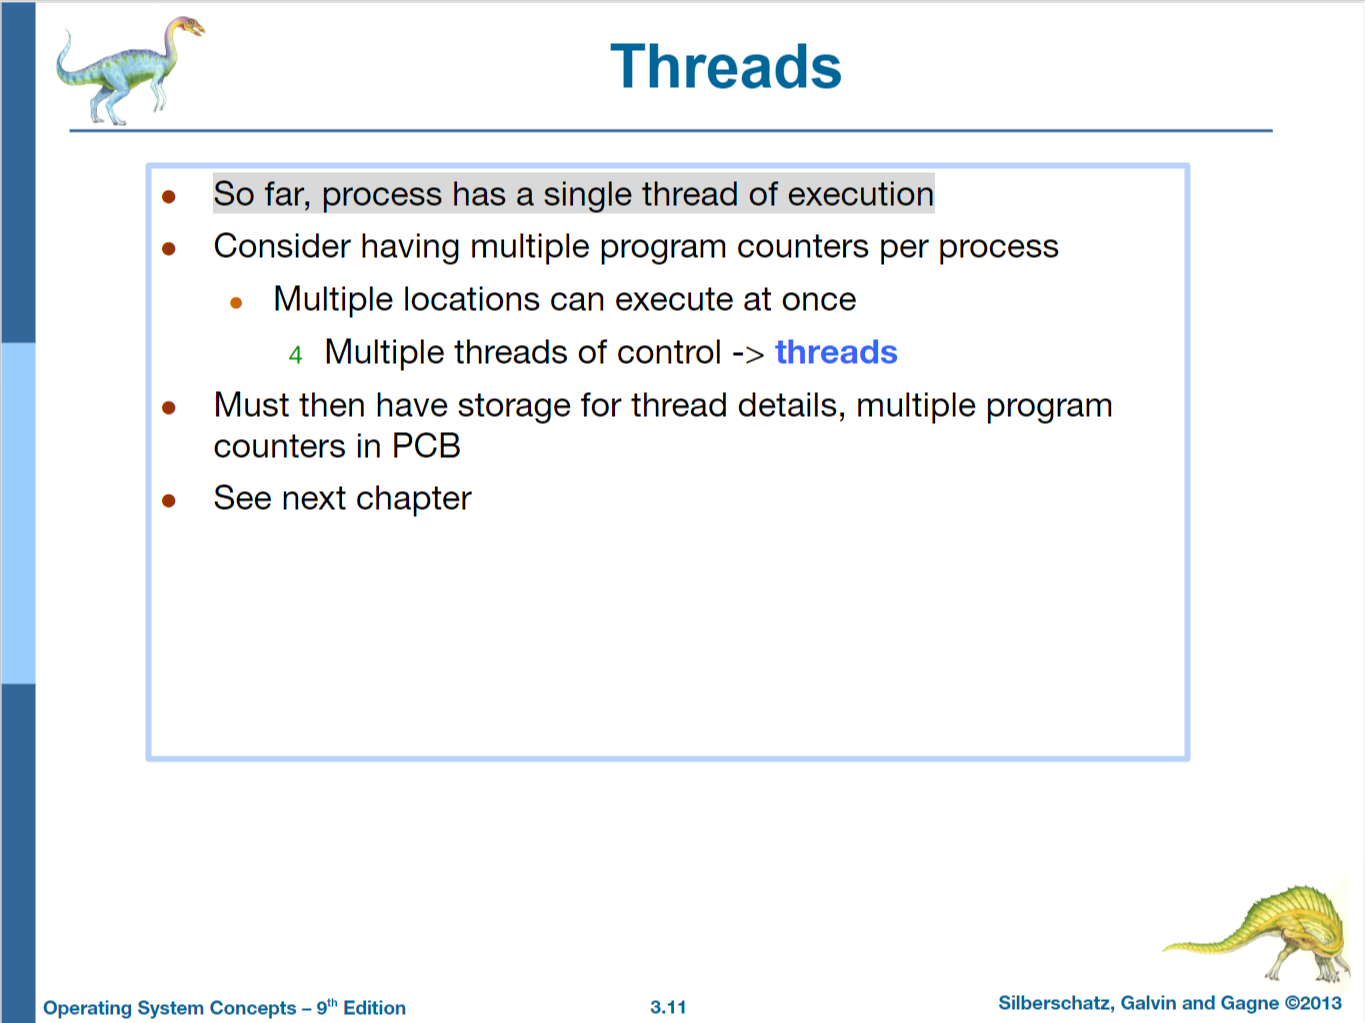 Threads
● So far, process has a single thread of execution
● Consider having multiple program counters per process
● Multiple locations can execute at once
4 Multiple threads of control -> threads
● Must then have storage for thread details, multiple program
counters in PCB
● See next chapter
Operating System Concepts – 9th Edition
3.11
Silberschatz, Galvin and Gagne ©2013